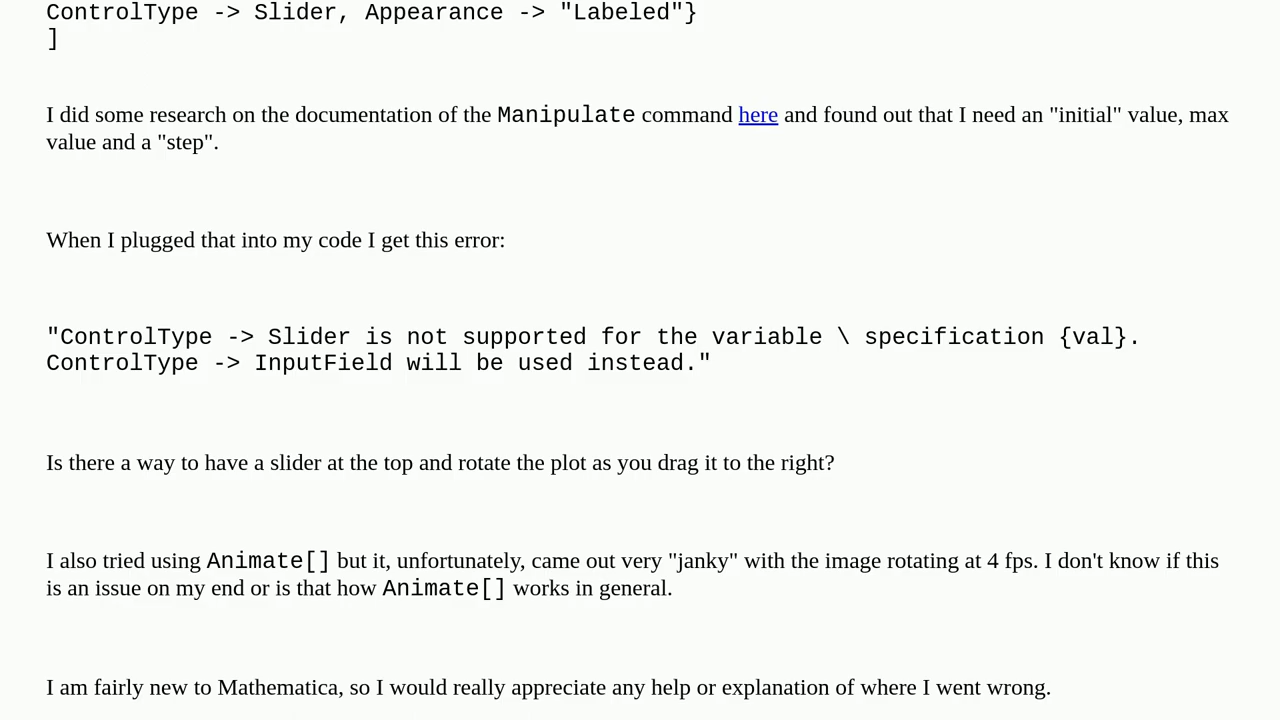 ControlType -> Slider, Appearance -> "Labeled"}
]
I did some research on the documentation of the Manipulate command here and found out that I need an "initial" value, max
value and a "step".
When I plugged that into my code I get this error:
"ControlType -> Slider is not supported for the variable \ specification {val}.
ControlType -> InputField will be used instead."
Is there a way to have a slider at the top and rotate the plot as you drag it to the right?
I also tried using Animate[] but it, unfortunately, came out very "janky" with the image rotating at 4 fps. I don't know if this
is an issue on my end or is that how Animate[] works in general.
I am fairly new to Mathematica, so I would really appreciate any help or explanation of where I went wrong.